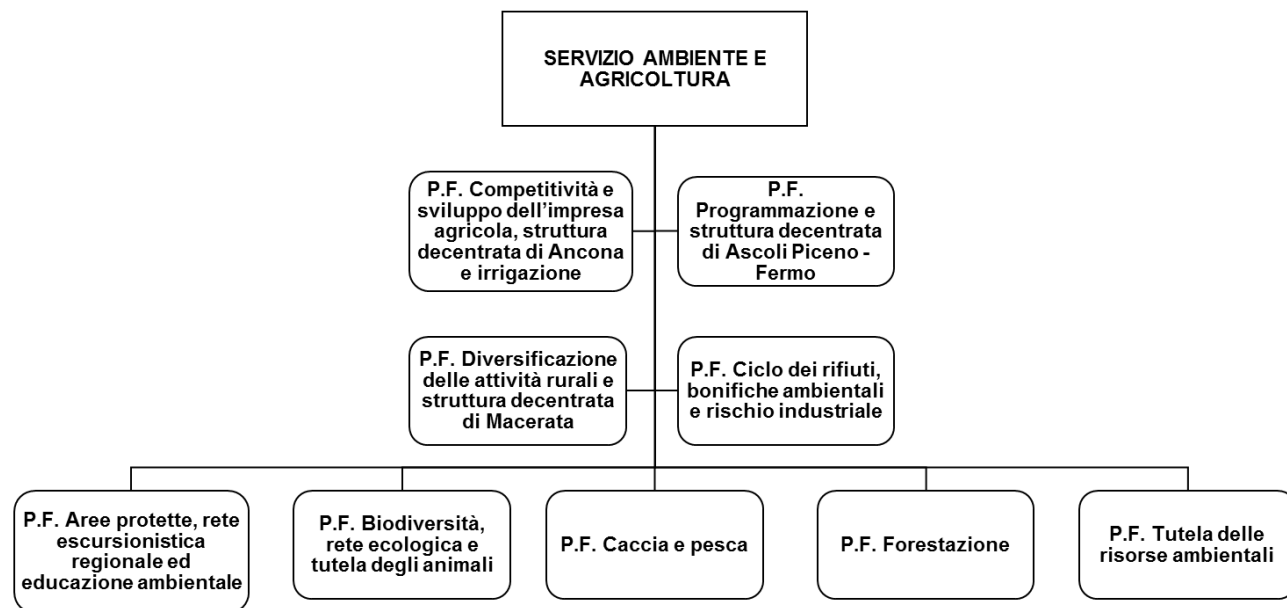 SERVIZIO AMBIENTE E
AGRICOLTURA
P.F. Competitività e
sviluppo dell’impresa
agricola, struttura
decentrata di Ancona
e irrigazione
P.F.
Programmazione e
struttura decentrata
di Ascoli Piceno -
Fermo
P.F. Diversificazione
delle attività rurali e
struttura decentrata
di Macerata
P.F. Ciclo dei rifiuti,
bonifiche ambientali
e rischio industriale
P.F. Aree protette, rete
escursionistica
regionale ed
educazione ambientale
P.F. Biodiversità,
rete ecologica e
tutela degli animali
P.F. Caccia e pesca
P.F. Forestazione
P.F. Tutela delle
risorse ambientali